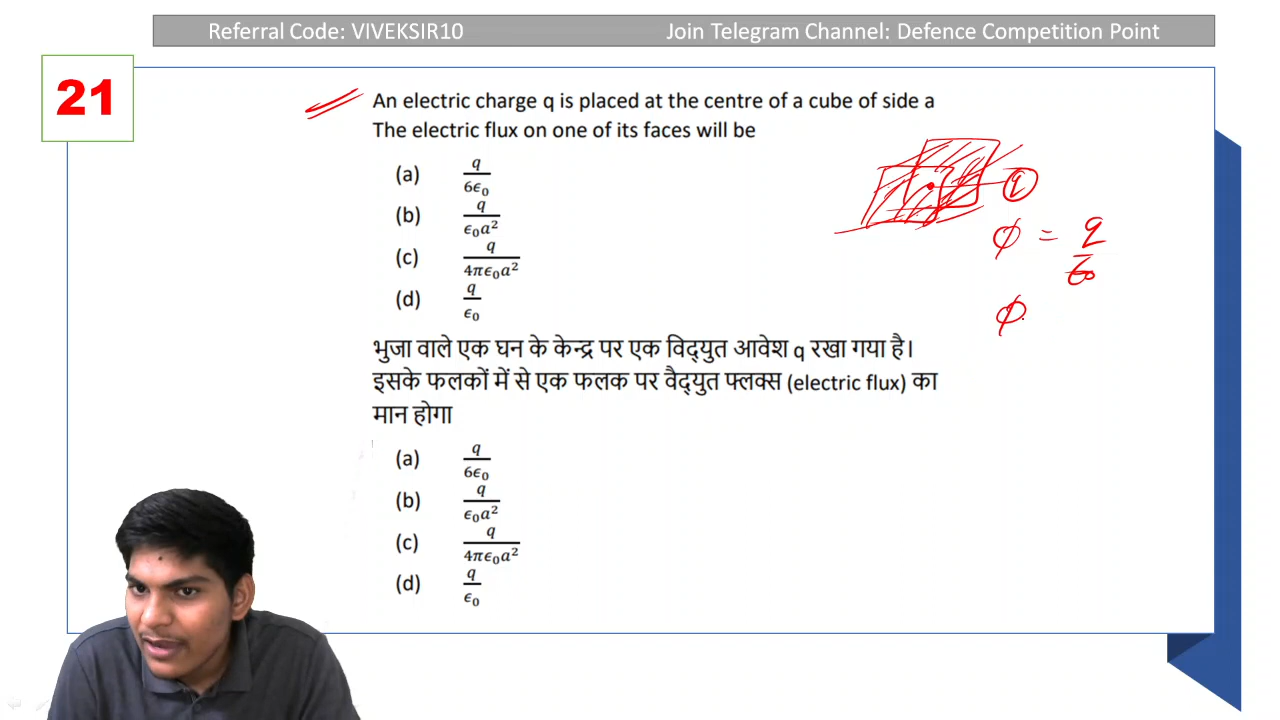 Referral Code: VIVEKSIR10 Join Telegram Channel: Defence Competition Point
21
An electric charge q is placed at the centre of a cube of side a
The electric flux on one of its faces will be
(a) q/6ϵ₀
(b) q/ϵ₀a²
(c) q/4πϵ₀a²
(d) q/ϵ₀
भुजा वाले एक घन के केन्द्र पर एक विद्युत आवेश q रखा गया है।
इसके फलकों में से एक फलक पर वैद्युत फ्लक्स (electric flux) का
मान होगा
(a) q/6ϵ₀
(b) q/ϵ₀a²
(c) q/4πϵ₀a²
(d) q/ϵ₀
q
ϕ = q/ϵ₀
ϕ